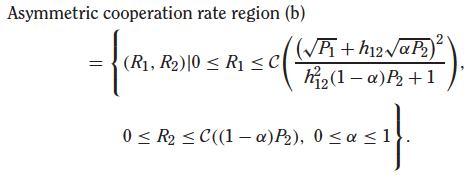 Asymmetric cooperation rate region (b)
= { (R₁, R₂)|0 ≤ R₁ ≤ 𝒞( (√P₁ + h₁₂√αP₂)² / (h²₁₂(1 − α)P₂ + 1) ),
0 ≤ R₂ ≤ 𝒞((1 − α)P₂), 0 ≤ α ≤ 1 }.